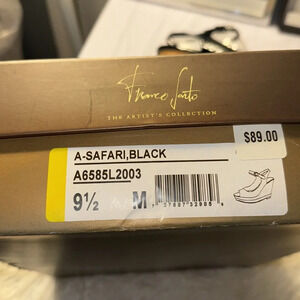 Franco Sarto
THE ARTIST'S COLLECTION
$89.00
A-SAFARI,BLACK
A6585L2003
9½ M